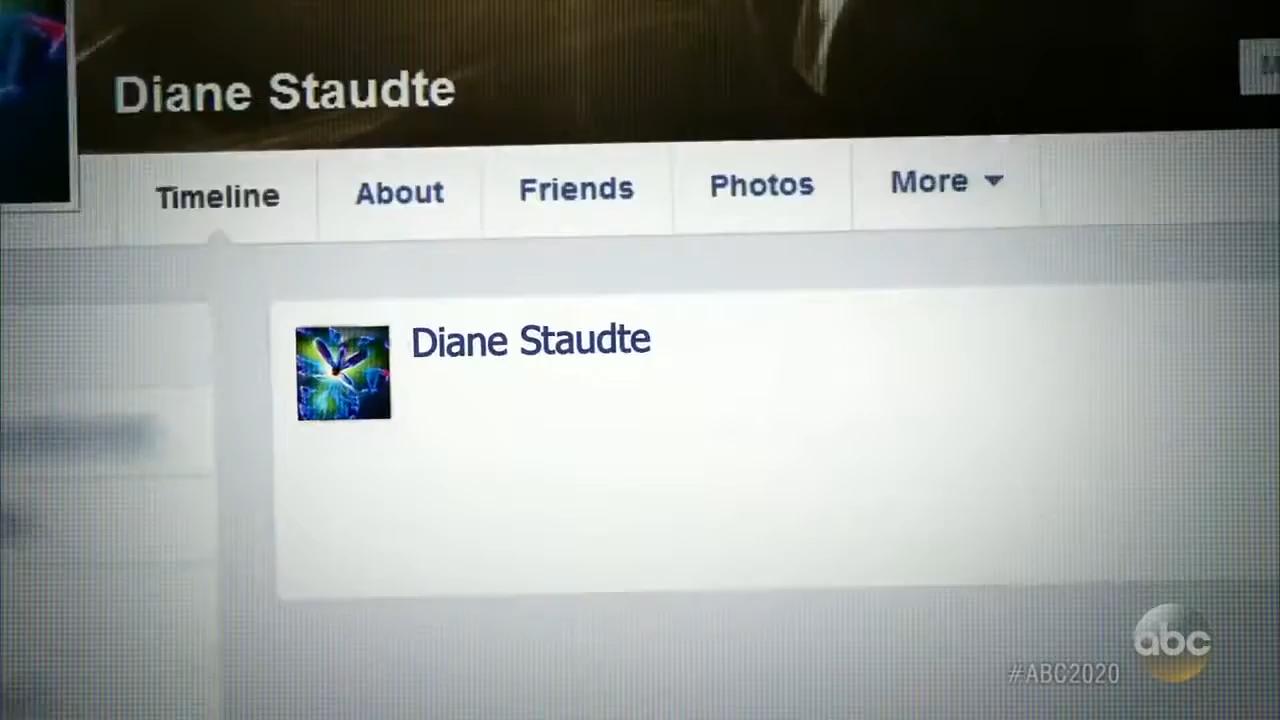 Diane Staudte
Timeline
About
Friends
Photos
More
Diane Staudte
#ABC2020
abc